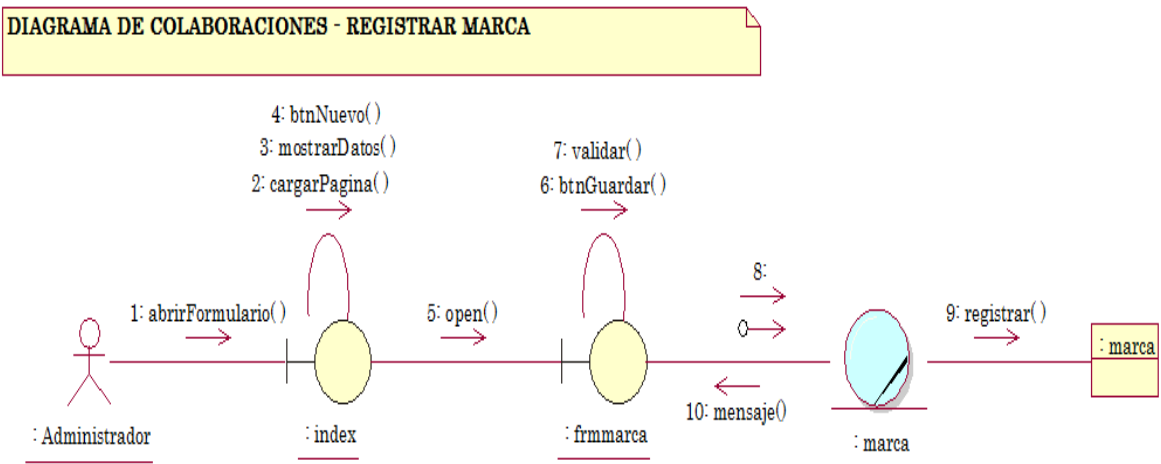 DIAGRAMA DE COLABORACIONES - REGISTRAR MARCA
4: btnNuevo( )
3: mostrarDatos( )
2: cargarPagina( )
7: validar( )
6: btnGuardar( )
8:
1: abrirFormulario( )
5: open( )
9: registrar( )
: marca
10: mensaje()
: Administrador
: index
: frmmarca
: marca